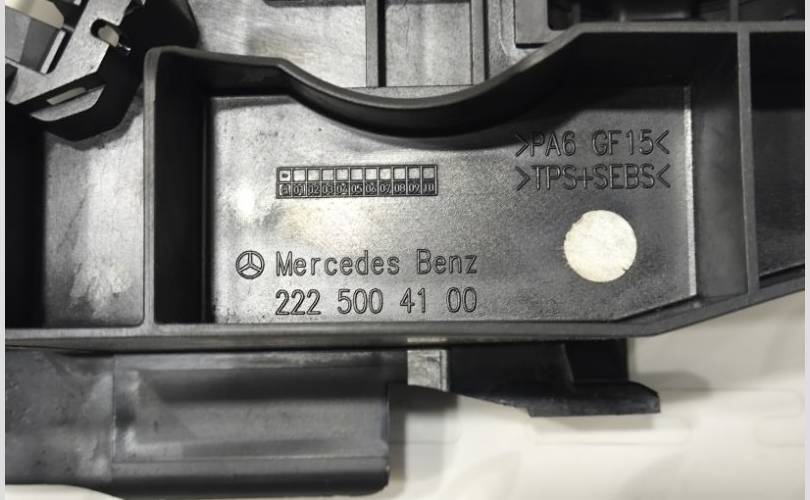 >PA6 GF15<
>TPS+SEBS<
01 02 03 04 05 06 07 08 09 10
Mercedes Benz
222 500 41 00